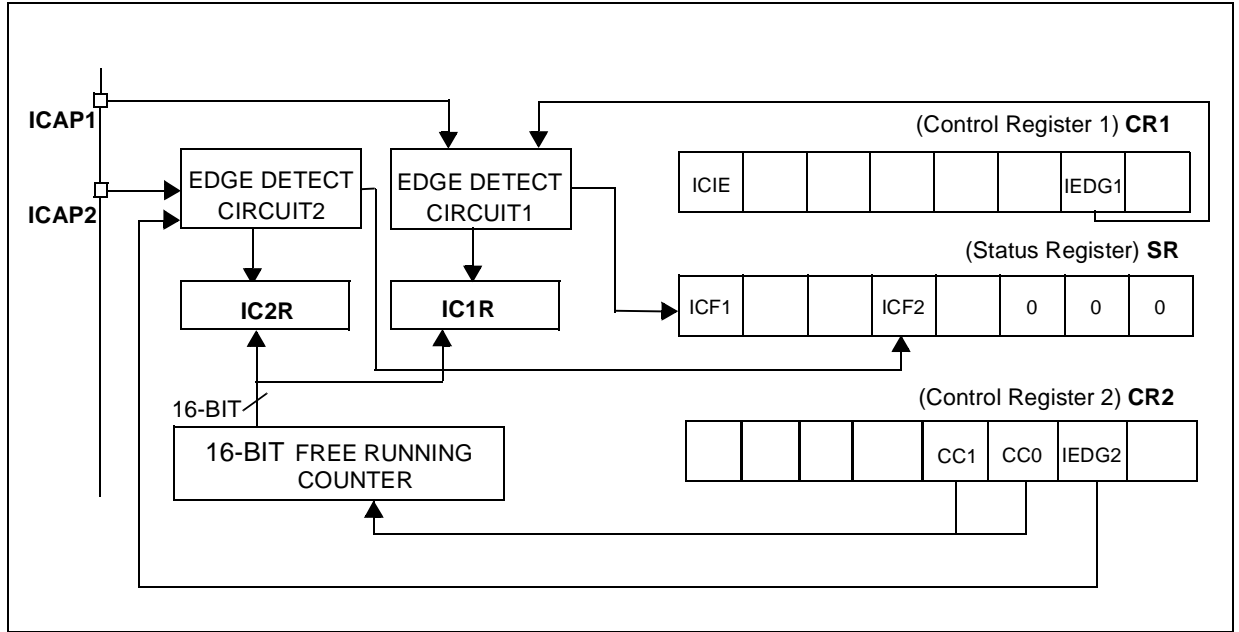 ICAP1
ICAP2
EDGE DETECT
CIRCUIT2
EDGE DETECT
CIRCUIT1
IC2R
IC1R
16-BIT
16-BIT FREE RUNNING
COUNTER
(Control Register 1) CR1
ICIE
IEDG1
(Status Register) SR
ICF1
ICF2
0
0
0
(Control Register 2) CR2
CC1
CC0
IEDG2